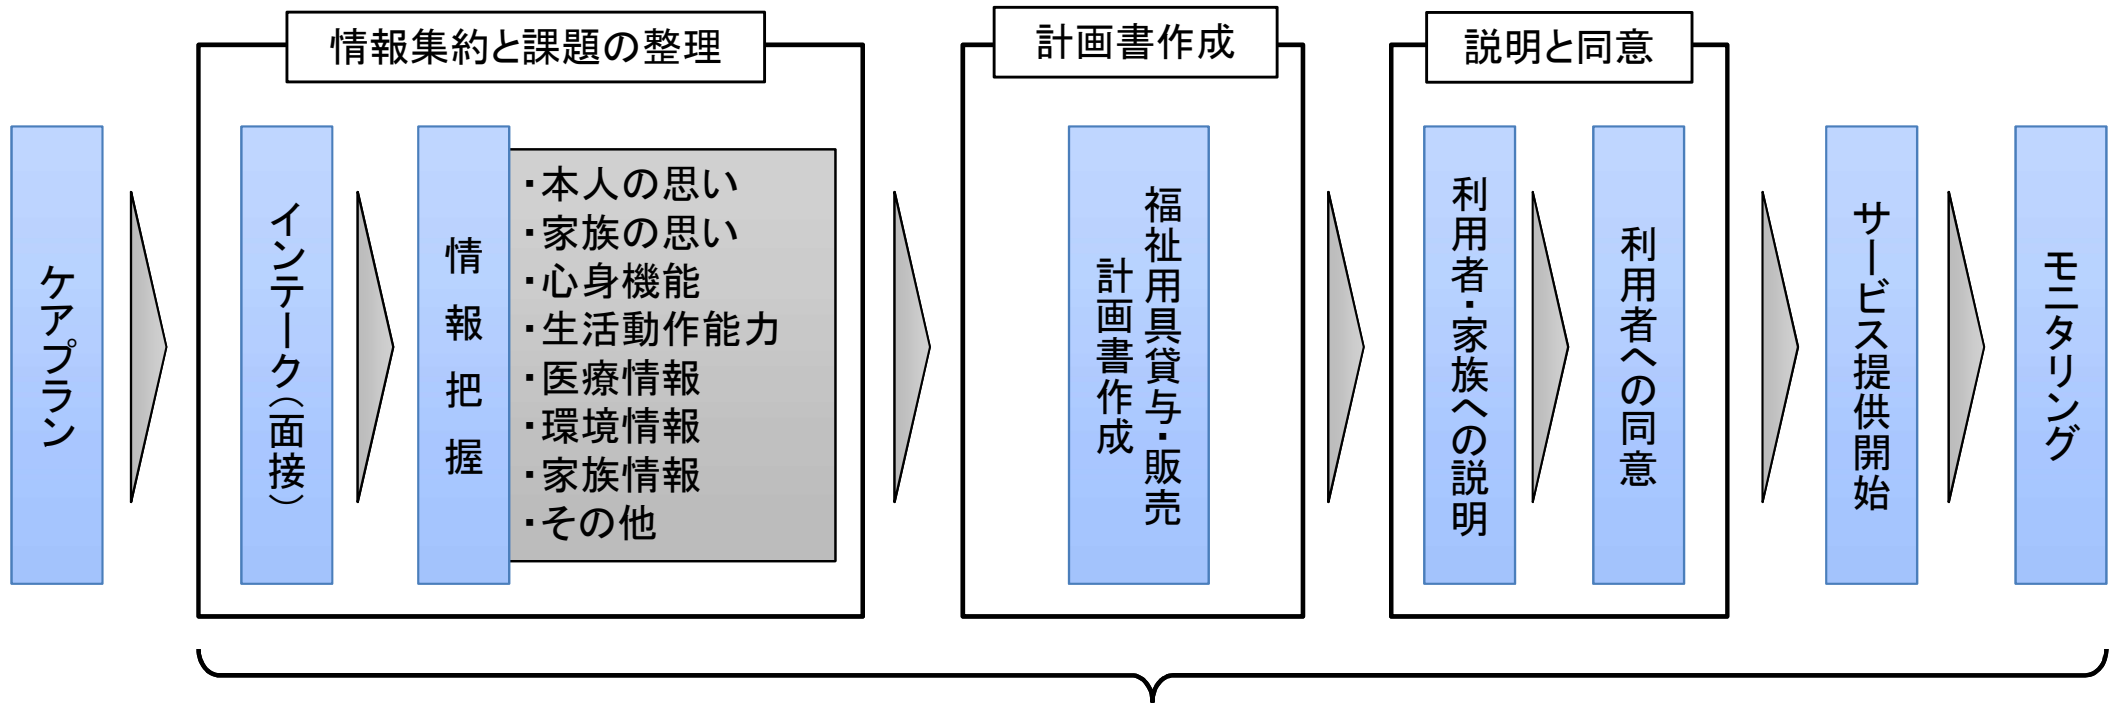 情報集約と課題の整理
計画書作成
説明と同意
ケアプラン
インテーク（面接）
情報把握
・本人の思い
・家族の思い
・心身機能
・生活動作能力
・医療情報
・環境情報
・家族情報
・その他
福祉用具貸与・販売
計画書作成
利用者・家族への説明
利用者への同意
サービス提供開始
モニタリング